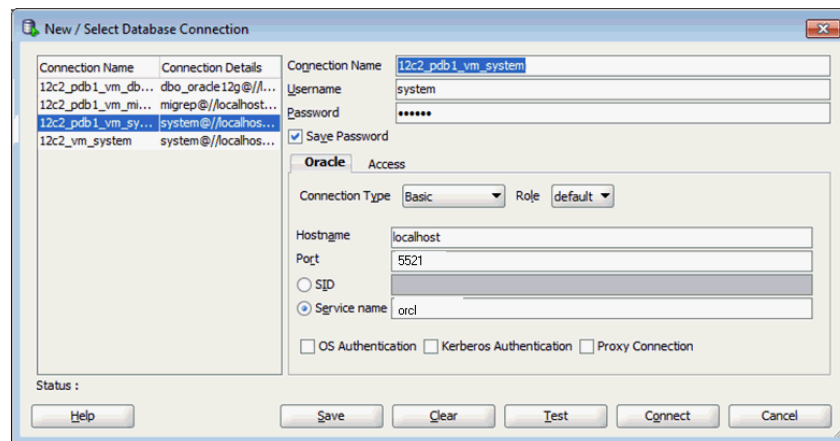 New / Select Database Connection
Connection Name Connection Details
12c2_pdb1_vm_db... dbo_oracle12g@//l...
12c2_pdb1_vm_mi... migrep@//localhost...
12c2_pdb1_vm_sy... system@//localhos...
12c2_vm_system system@//localhos...
Connection Name 12c2_pdb1_vm_system
Username system
Password ••••••
Save Password
Oracle Access
Connection Type Basic Role default
Hostname localhost
Port 5521
SID
Service name orcl
OS Authentication Kerberos Authentication Proxy Connection
Status :
Help Save Clear Test Connect Cancel